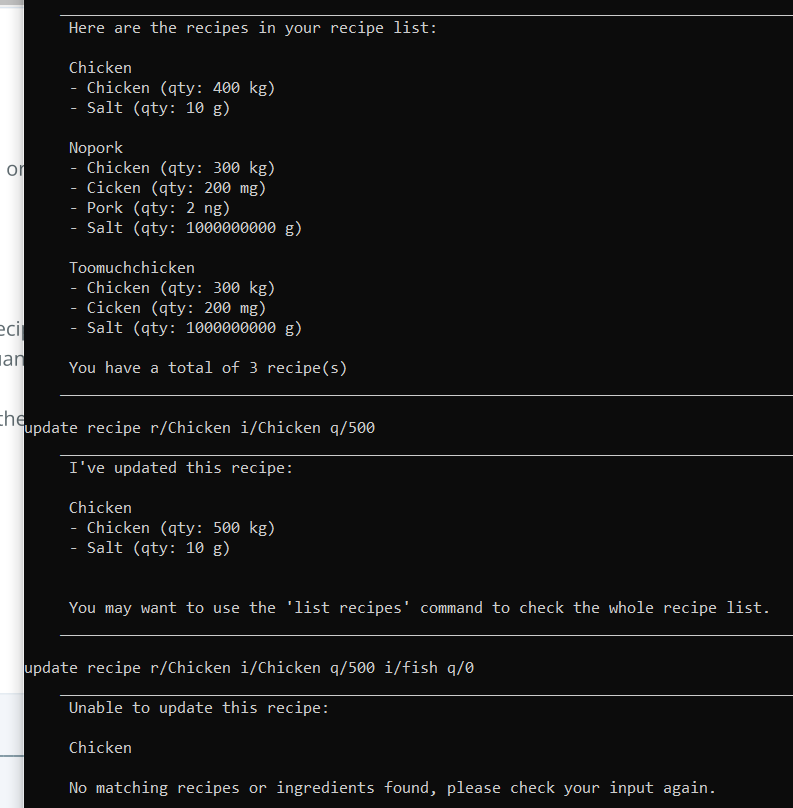 Here are the recipes in your recipe list:
Chicken
- Chicken (qty: 400 kg)
- Salt (qty: 10 g)
Nopork
- Chicken (qty: 300 kg)
- Cicken (qty: 200 mg)
- Pork (qty: 2 ng)
- Salt (qty: 1000000000 g)
Toomuchchicken
- Chicken (qty: 300 kg)
- Cicken (qty: 200 mg)
- Salt (qty: 1000000000 g)
You have a total of 3 recipe(s)
update recipe r/Chicken i/Chicken q/500
I've updated this recipe:
Chicken
- Chicken (qty: 500 kg)
- Salt (qty: 10 g)
You may want to use the 'list recipes' command to check the whole recipe list.
update recipe r/Chicken i/Chicken q/500 i/fish q/0
Unable to update this recipe:
Chicken
No matching recipes or ingredients found, please check your input again.